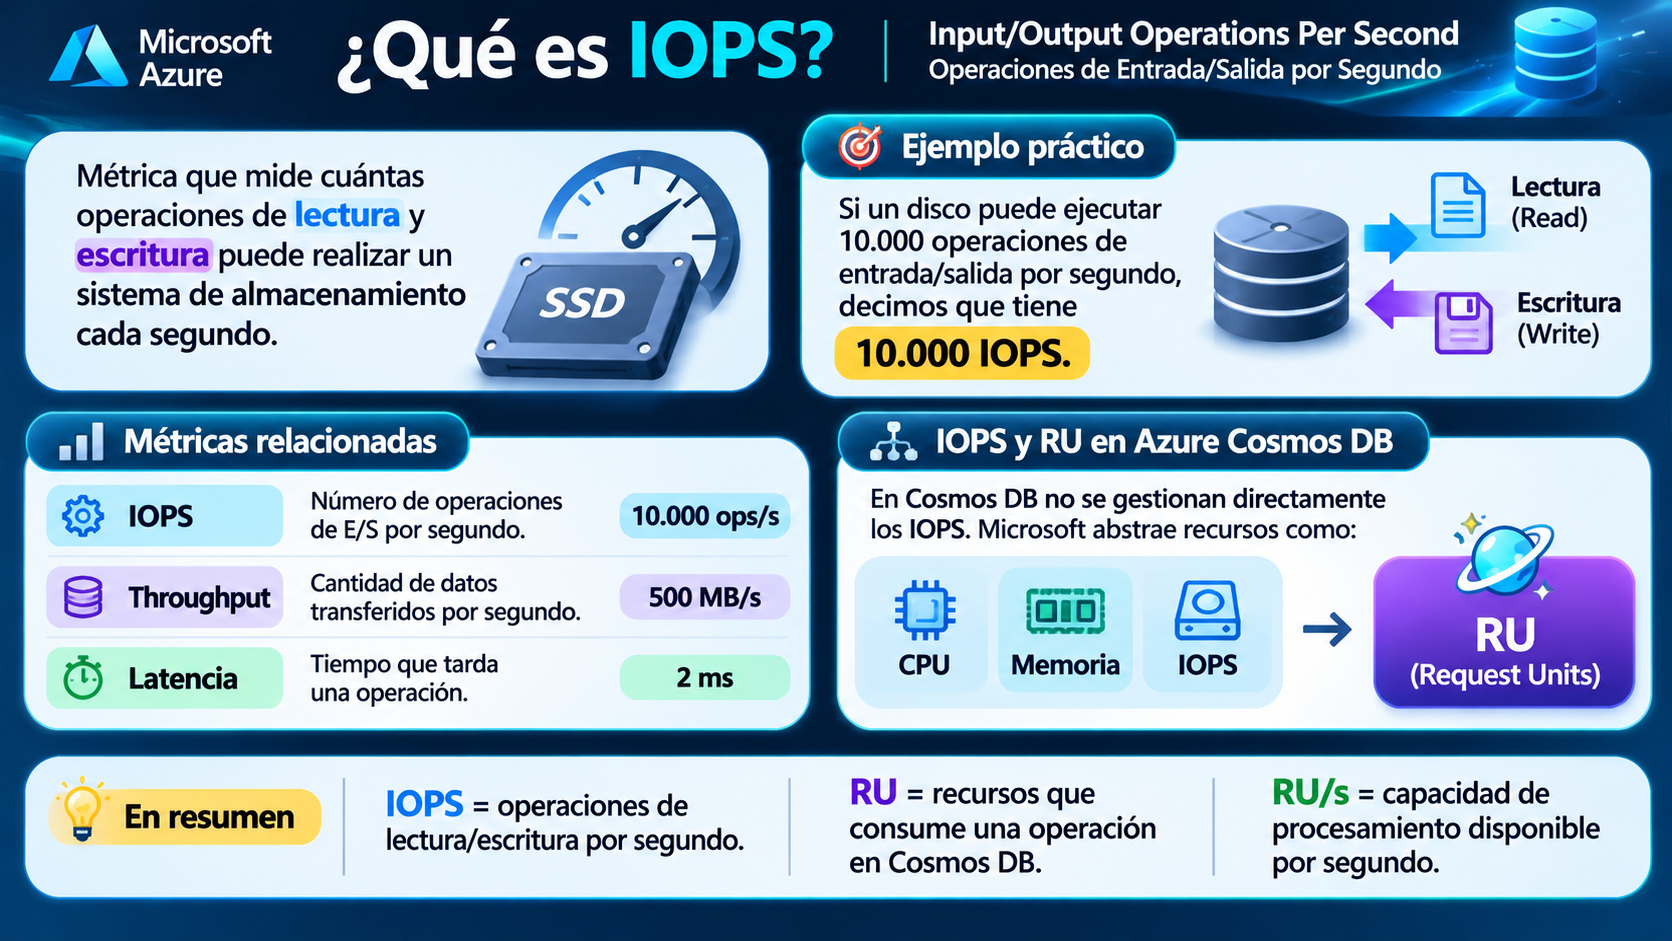 Microsoft
Azure
¿Qué es IOPS?
Input/Output Operations Per Second
Operaciones de Entrada/Salida por Segundo
Métrica que mide cuántas
operaciones de lectura y
escritura puede realizar un
sistema de almacenamiento
cada segundo.
SSD
Ejemplo práctico
Si un disco puede ejecutar
10.000 operaciones de
entrada/salida por segundo,
decimos que tiene
10.000 IOPS.
Lectura
(Read)
Escritura
(Write)
Métricas relacionadas
IOPS
Número de operaciones
de E/S por segundo.
10.000 ops/s
Throughput
Cantidad de datos
transferidos por segundo.
500 MB/s
Latencia
Tiempo que tarda
una operación.
2 ms
IOPS y RU en Azure Cosmos DB
En Cosmos DB no se gestionan directamente
los IOPS. Microsoft abstrae recursos como:
CPU
Memoria
IOPS
RU
(Request Units)
En resumen
IOPS = operaciones de
lectura/escritura por segundo.
RU = recursos que
consume una operación
en Cosmos DB.
RU/s = capacidad de
procesamiento disponible
por segundo.